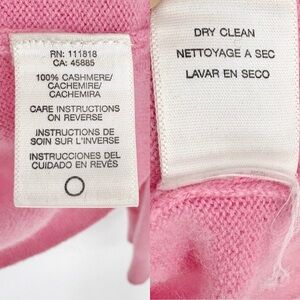 RN: 111818
CA: 45885
100% CASHMERE/
CACHEMIRE/
CACHEMIRA
CARE INSTRUCTIONS
ON REVERSE
INSTRUCTIONS DE
SOIN SUR L'INVERSE
INSTRUCCIONES DEL
CUIDADO EN REVÉS
DRY CLEAN
NETTOYAGE A SEC
LAVAR EN SECO